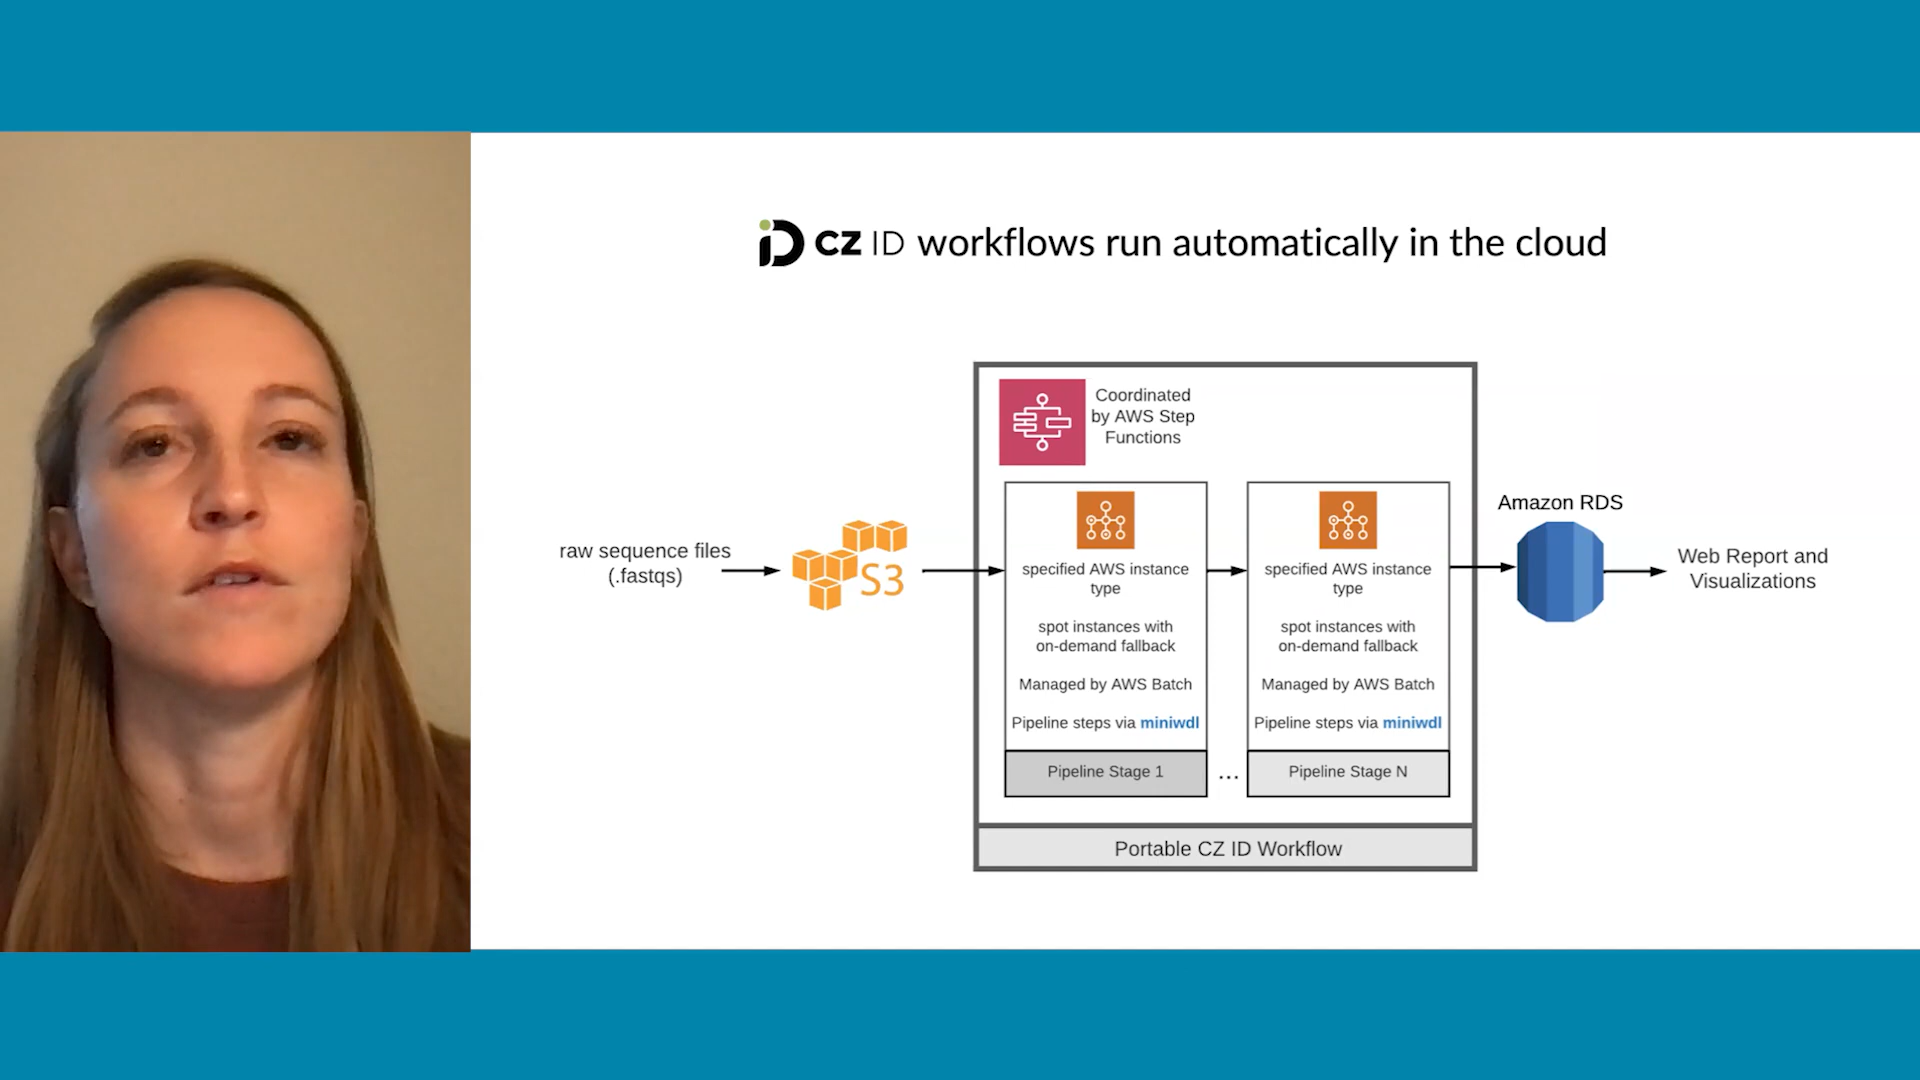 iD CZ ID workflows run automatically in the cloud
Coordinated
by AWS Step
Functions
raw sequence files
(.fastqs)
S3
specified AWS instance
type
spot instances with
on-demand fallback
Managed by AWS Batch
Pipeline steps via miniwdl
Pipeline Stage 1
...
specified AWS instance
type
spot instances with
on-demand fallback
Managed by AWS Batch
Pipeline steps via miniwdl
Pipeline Stage N
Portable CZ ID Workflow
Amazon RDS
Web Report and
Visualizations